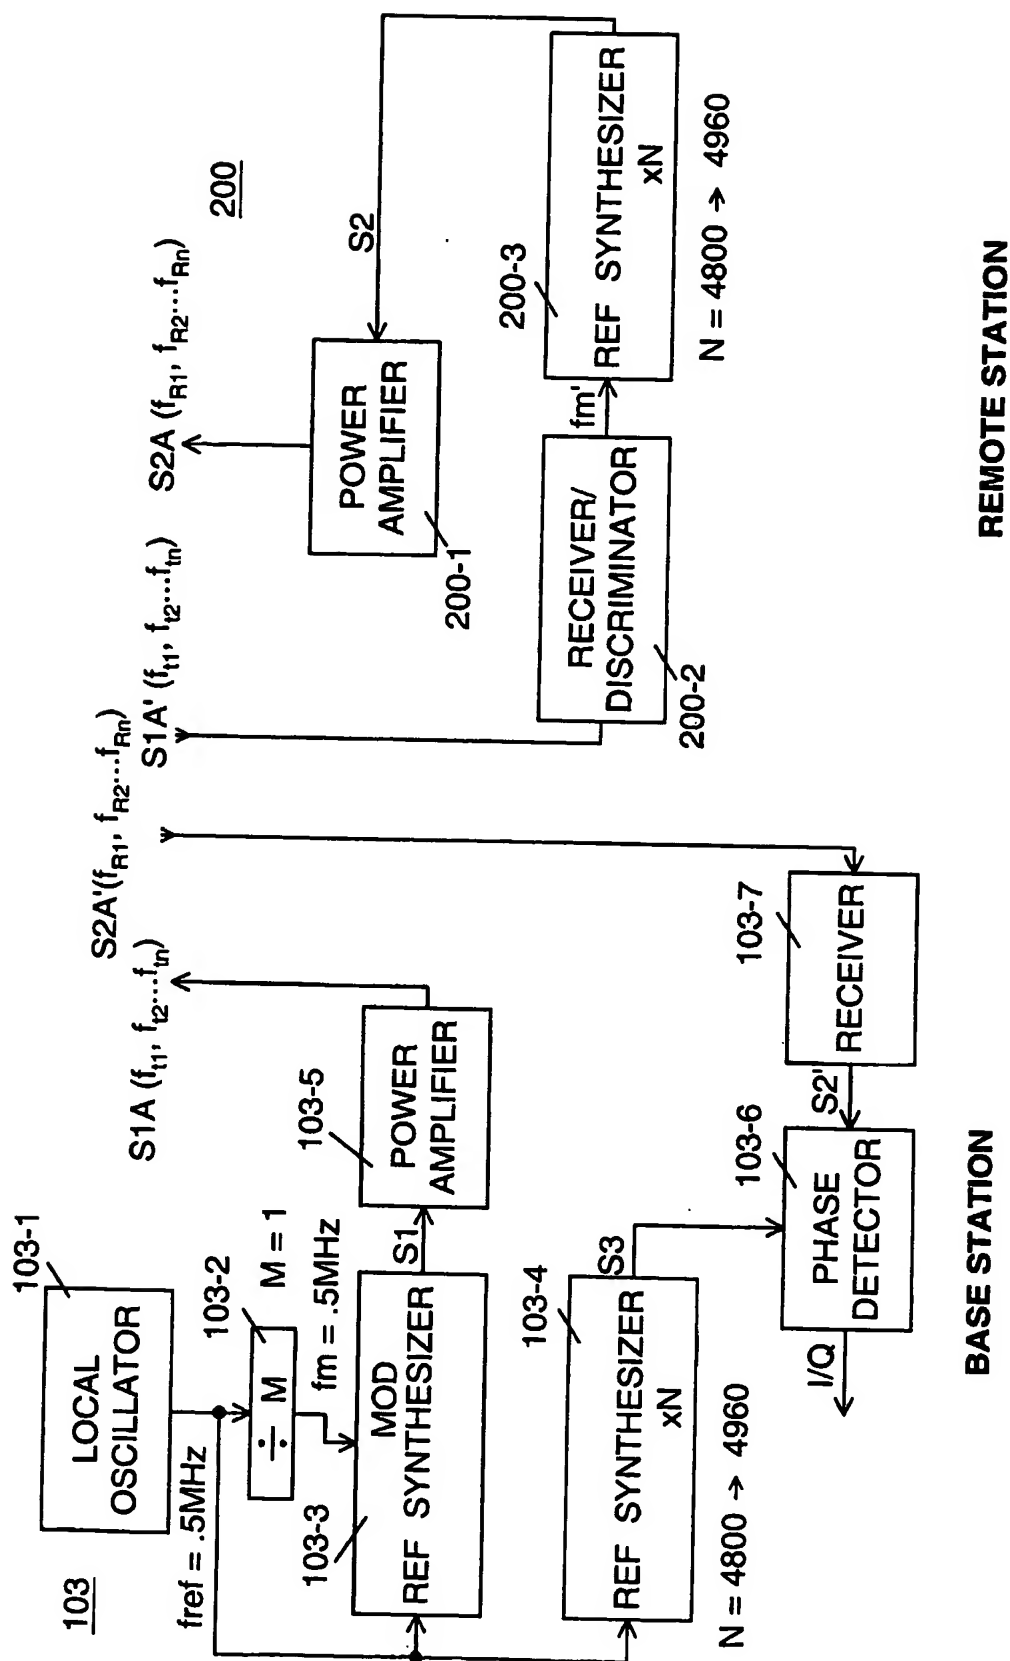 103
LOCAL
OSCILLATOR
103-1
fref = .5MHz
÷ M
103-2
M = 1
fm = .5MHz
103-3
MOD
REF SYNTHESIZER
S1
103-5
POWER
AMPLIFIER
S1A (ft1, ft2...ftn)
103-4
REF SYNTHESIZER
xN
N = 4800 → 4960
S3
I/Q
103-6
PHASE
DETECTOR
S2'
103-7
RECEIVER
S2A'(fR1, fR2...fRn)
BASE STATION
S1A' (ft1, ft2...ftn)
S2A (fR1, fR2...fRn)
200
POWER
AMPLIFIER
200-1
S2
RECEIVER/
DISCRIMINATOR
200-2
fm'
200-3
REF SYNTHESIZER
xN
N = 4800 → 4960
REMOTE STATION